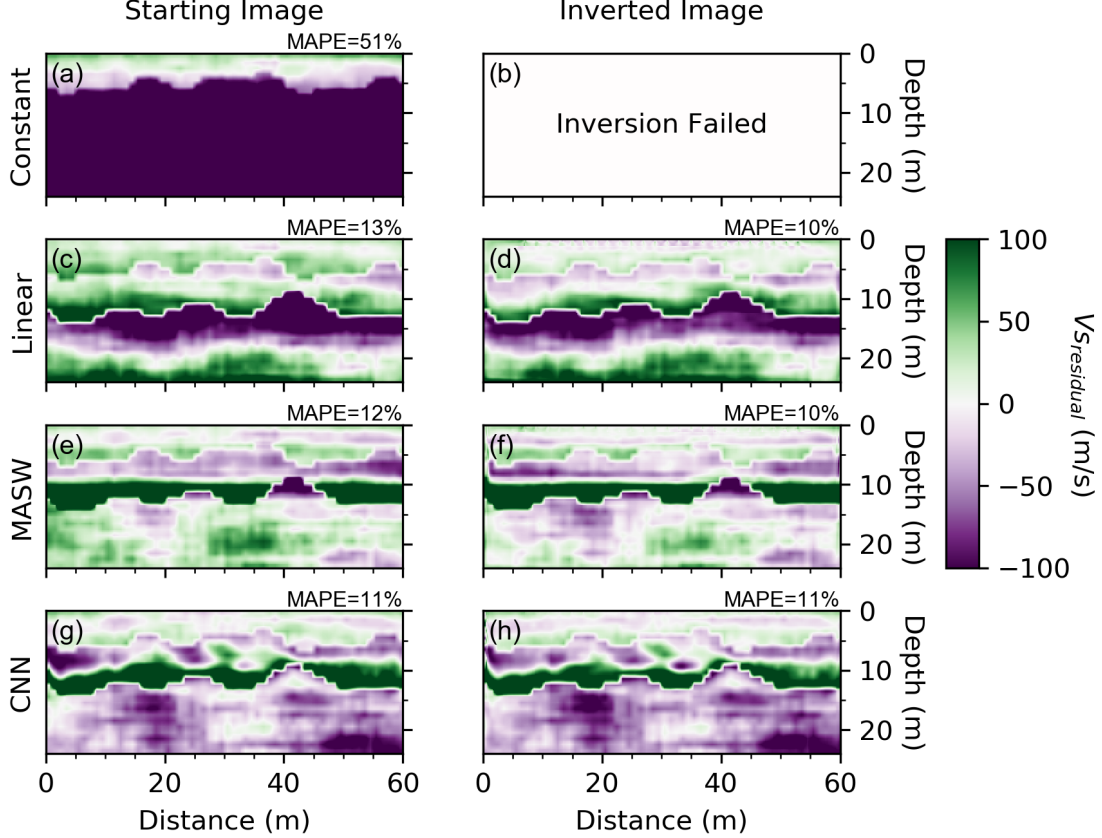 Starting Image
Inverted Image
MAPE=51%
Constant
(a)
(b)
Inversion Failed
0
10
20
Depth (m)
MAPE=13%
MAPE=10%
Linear
(c)
(d)
0
10
20
Depth (m)
MAPE=12%
MAPE=10%
MASW
(e)
(f)
0
10
20
Depth (m)
MAPE=11%
MAPE=11%
CNN
(g)
(h)
0
10
20
Depth (m)
0
20
40
60
0
20
40
60
Distance (m)
Distance (m)
100
50
0
−50
−100
Vs residual (m/s)